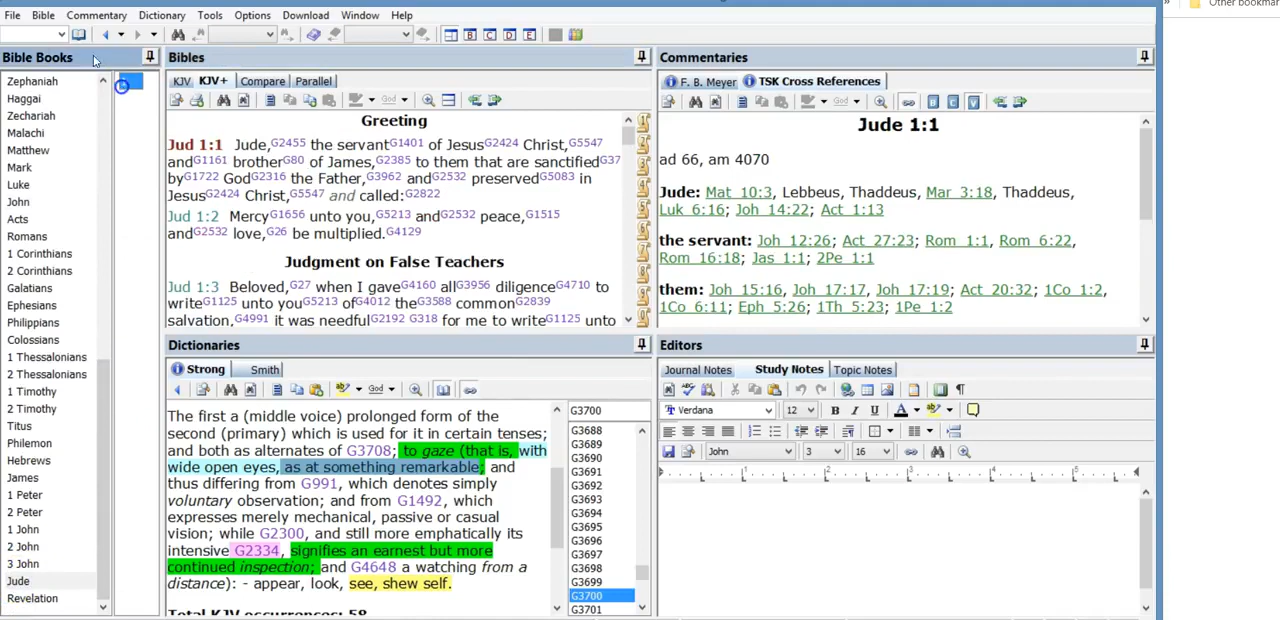 File Bible Commentary Dictionary Tools Options Download Window Help
» Other bookmar
B C D E
Bible Books
Zephaniah
Haggai
Zechariah
Malachi
Matthew
Mark
Luke
John
Acts
Romans
1 Corinthians
2 Corinthians
Galatians
Ephesians
Philippians
Colossians
1 Thessalonians
2 Thessalonians
1 Timothy
2 Timothy
Titus
Philemon
Hebrews
James
1 Peter
2 Peter
1 John
2 John
3 John
Jude
Revelation
Bibles
KJV KJV+ Compare Parallel
God
Greeting
Jud 1:1 Jude,G2455 the servantG1401 of JesusG2424 Christ,G5547
andG1161 brotherG80 of James,G2385 to them that are sanctifiedG37
byG1722 GodG2316 the Father,G3962 andG2532 preservedG5083 in
JesusG2424 Christ,G5547 and called:G2822
Jud 1:2 MercyG1656 unto you,G5213 andG2532 peace,G1515
andG2532 love,G26 be multiplied.G4129
Judgment on False Teachers
Jud 1:3 Beloved,G27 when I gaveG4160 allG3956 diligenceG4710 to
writeG1125 unto youG5213 ofG4012 theG3588 commonG2839
salvation,G4991 it was needfulG2192 G318 for me to writeG1125 unto
Commentaries
F. B. Meyer TSK Cross References
God B C V
Jude 1:1
ad 66, am 4070
Jude: Mat 10:3, Lebbeus, Thaddeus, Mar 3:18, Thaddeus,
Luk 6:16; Joh 14:22; Act 1:13
the servant: Joh 12:26; Act 27:23; Rom 1:1, Rom 6:22,
Rom 16:18; Jas 1:1; 2Pe 1:1
them: Joh 15:16, Joh 17:17, Joh 17:19; Act 20:32; 1Co 1:2,
1Co 6:11; Eph 5:26; 1Th 5:23; 1Pe 1:2
Dictionaries
Strong Smith
God
The first a (middle voice) prolonged form of the
second (primary) which is used for it in certain tenses;
and both as alternates of G3708; to gaze (that is, with
wide open eyes, as at something remarkable; and
thus differing from G991, which denotes simply
voluntary observation; and from G1492, which
expresses merely mechanical, passive or casual
vision; while G2300, and still more emphatically its
intensive G2334, signifies an earnest but more
continued inspection; and G4648 a watching from a
distance): - appear, look, see, shew self.
Total KJV occurrences: 58
G3700
G3688
G3689
G3690
G3691
G3692
G3693
G3694
G3695
G3696
G3697
G3698
G3699
G3700
G3701
Editors
Journal Notes Study Notes Topic Notes
Verdana 12 B I U A
John 3 16
1 2 3 4 5